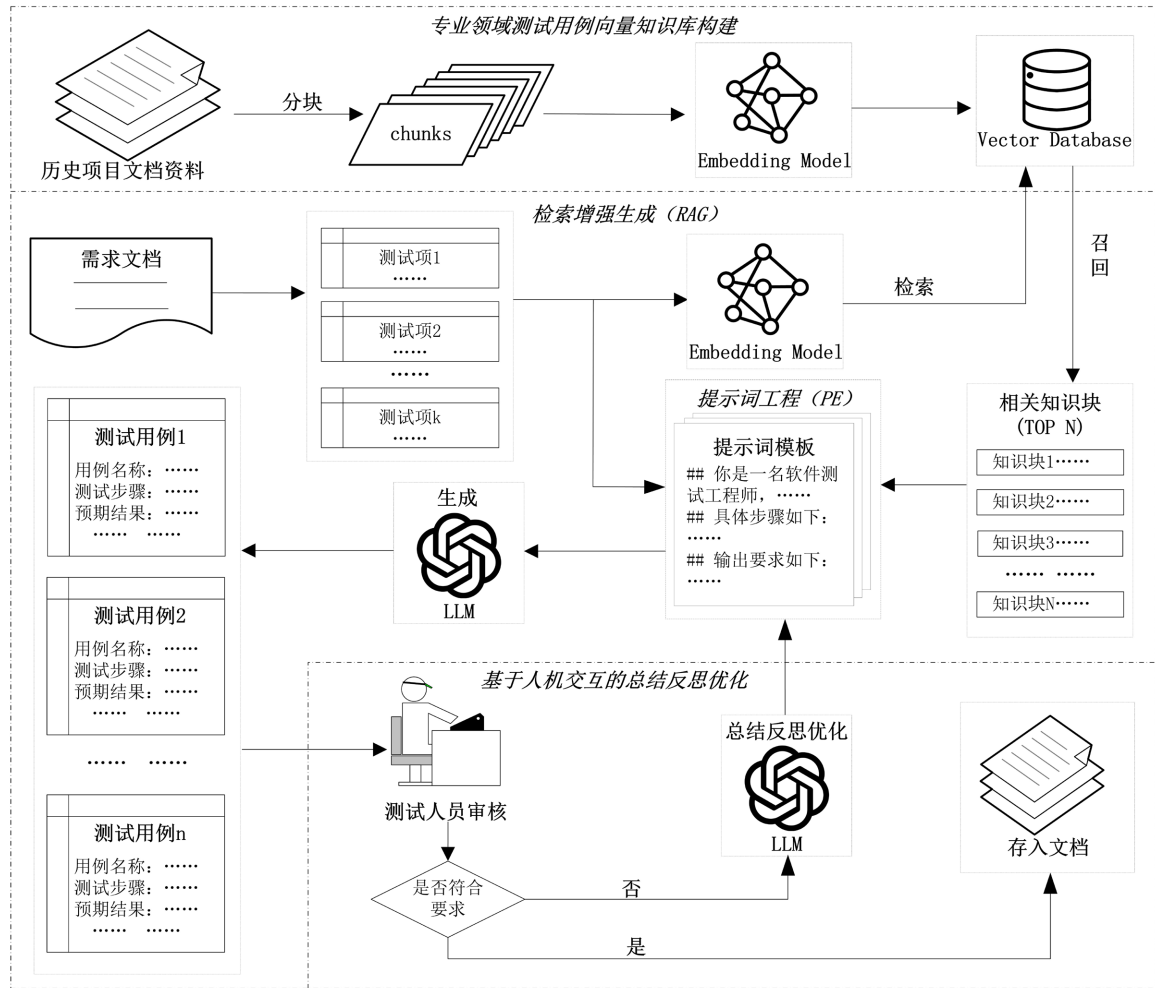 专业领域测试用例向量知识库构建
历史项目文档资料
分块
chunks
Embedding Model
Vector Database
检索增强生成（RAG）
需求文档
测试项1
……
测试项2
……
……
测试项k
……
Embedding Model
检索
召
回
相关知识块
(TOP N)
知识块1……
知识块2……
知识块3……
…… ……
知识块N……
提示词工程（PE）
提示词模板
## 你是一名软件测
试工程师，……
## 具体步骤如下：
……
## 输出要求如下：
……
生成
LLM
测试用例1
用例名称：……
测试步骤：……
预期结果：……
…… ……
测试用例2
用例名称：……
测试步骤：……
预期结果：……
…… ……
…… ……
测试用例n
用例名称：……
测试步骤：……
预期结果：……
…… ……
基于人机交互的总结反思优化
测试人员审核
是否符合
要求
否
是
总结反思优化
LLM
存入文档